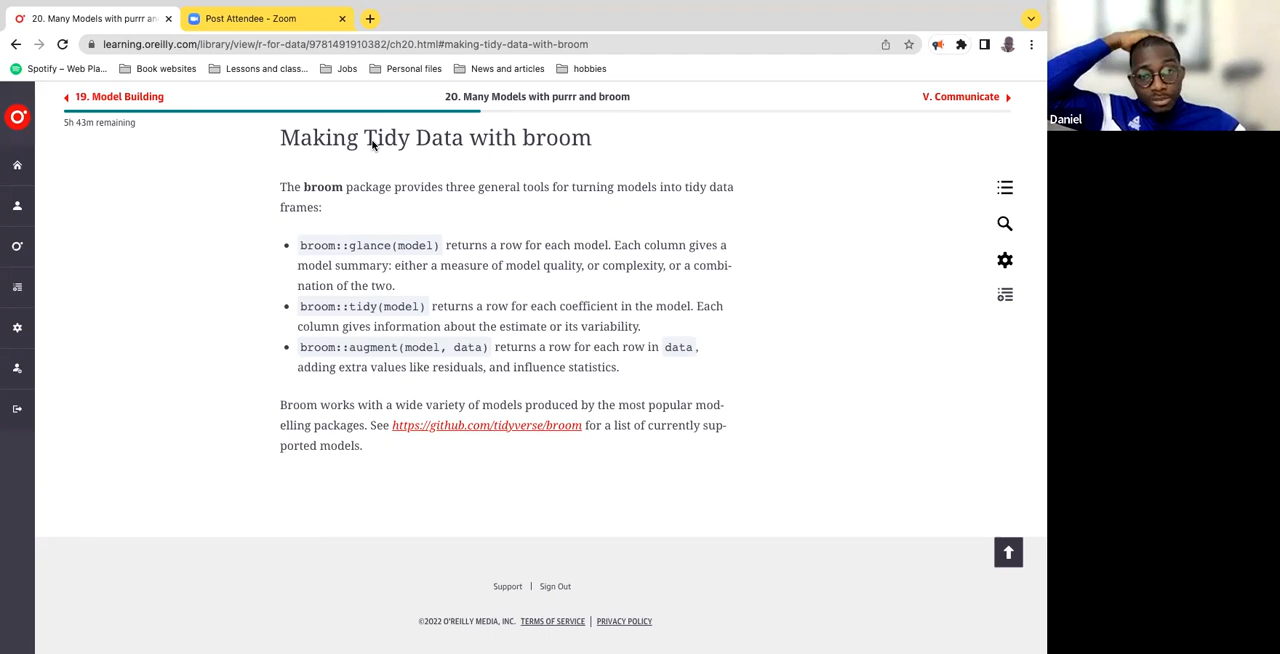 20. Many Models with purrr an
Post Attendee - Zoom
learning.oreilly.com/library/view/r-for-data/9781491910382/ch20.html#making-tidy-data-with-broom
Spotify – Web Pla...
Book websites
Lessons and class...
Jobs
Personal files
News and articles
hobbies
19. Model Building
20. Many Models with purrr and broom
V. Communicate
5h 43m remaining
Daniel
Making Tidy Data with broom
The broom package provides three general tools for turning models into tidy data
frames:
• broom::glance(model) returns a row for each model. Each column gives a
model summary: either a measure of model quality, or complexity, or a combi-
nation of the two.
• broom::tidy(model) returns a row for each coefficient in the model. Each
column gives information about the estimate or its variability.
• broom::augment(model, data) returns a row for each row in data,
adding extra values like residuals, and influence statistics.
Broom works with a wide variety of models produced by the most popular mod-
elling packages. See https://github.com/tidyverse/broom for a list of currently sup-
ported models.
Support | Sign Out
©2022 O'REILLY MEDIA, INC. TERMS OF SERVICE | PRIVACY POLICY